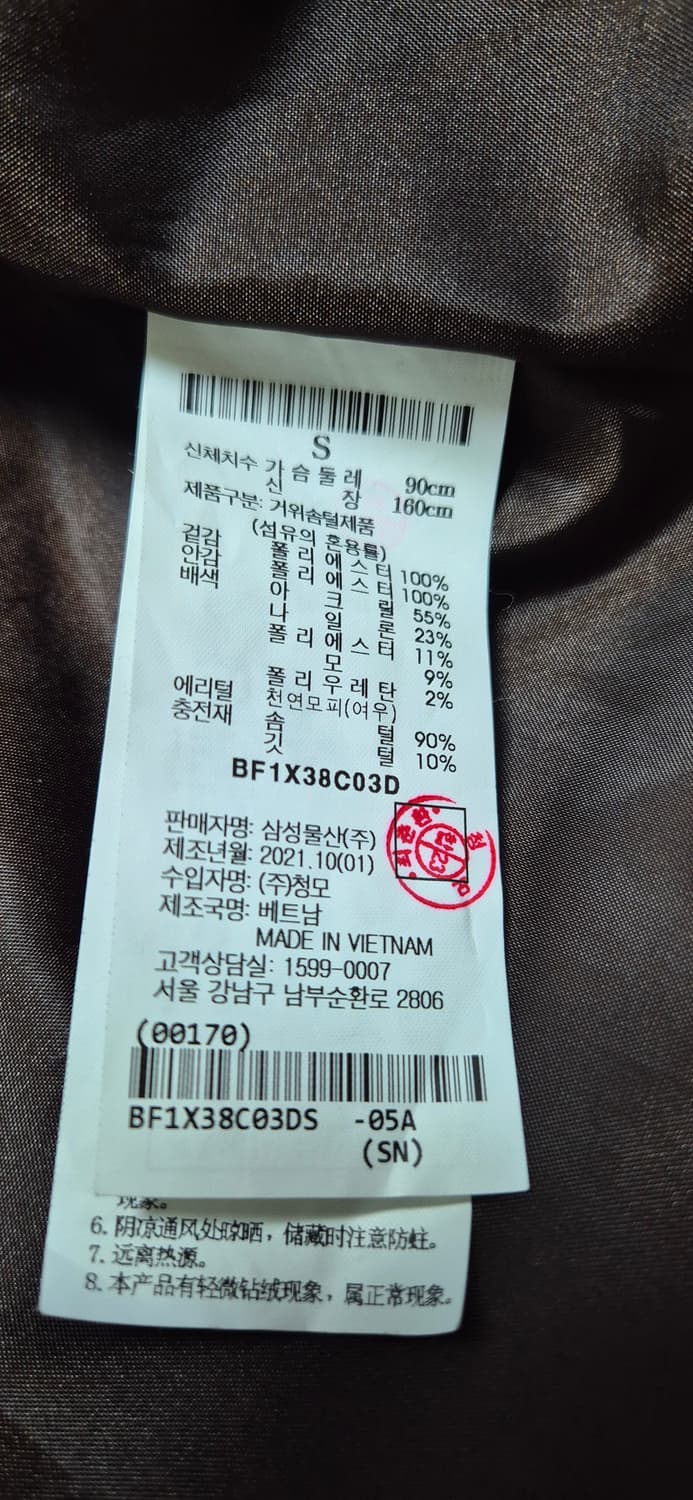 S
신체치수 가슴둘레 90cm
신장 160cm
제품구분: 거위솜털제품
(섬유의 혼용률)
겉감 폴리에스터 100%
안감 폴리에스터 100%
배색 아크릴 55%
나일론 23%
폴리에스터 11%
모 9%
폴리우레탄 2%
에리털 천연모피(여우)
충전재 솜털 90%
깃털 10%
BF1X38C03D
판매자명: 삼성물산(주)
제조년월: 2021.10(01)
수입자명: (주)청모
제조국명: 베트남
MADE IN VIETNAM
고객상담실: 1599-0007
서울 강남구 남부순환로 2806
(00170)
BF1X38C03DS -05A
(SN)
现象。
6. 阴凉通风处晾晒，储藏时注意防蛀。
7. 远离热源。
8. 本产品有轻微钻绒现象，属正常现象。